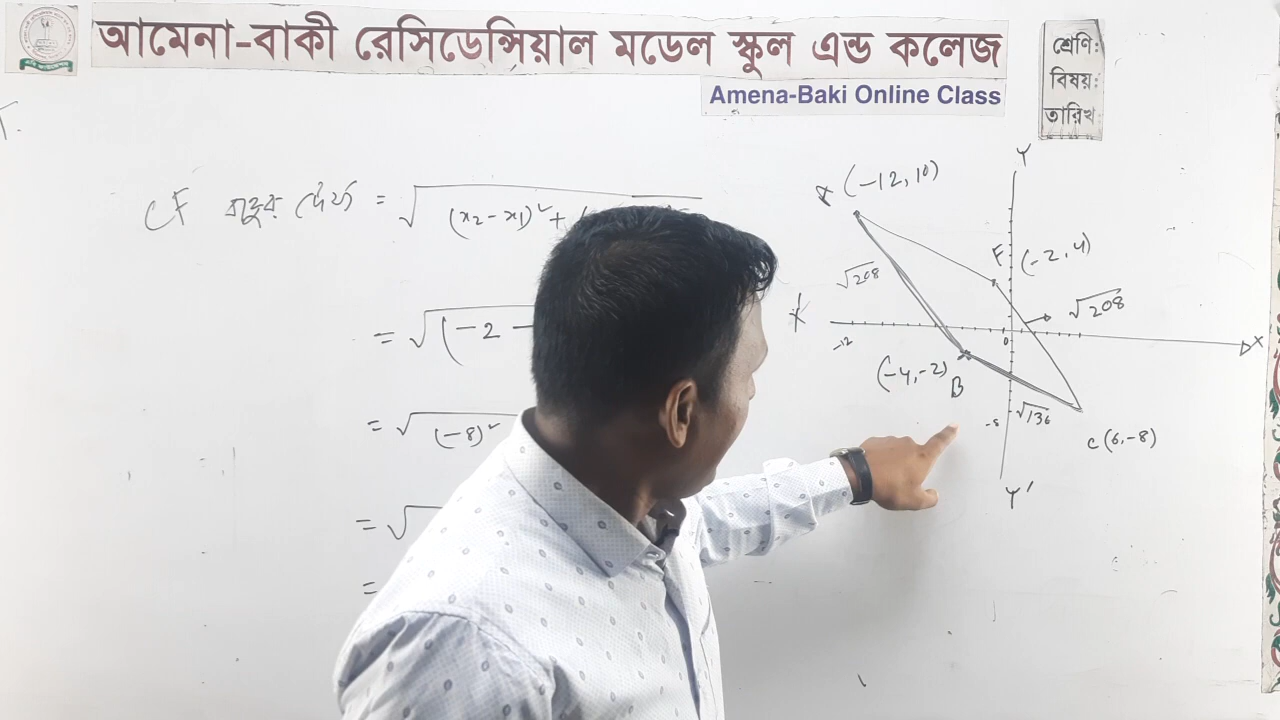 আমেনা-বাকী রেসিডেন্সিয়াল মডেল স্কুল এন্ড কলেজ
Amena-Baki Online Class
শ্রেণি:
বিষয়:
তারিখ
CF বাহুর দৈর্ঘ্য = √(x₂ - x₁)² +
= √(-2 -
= √(-8)²
= √
=
Y
(-12, 10)
F (-2, 4)
√208
√208
X
-12
0
(-4, -2)
B
-8
√136
C (6, -8)
Y'